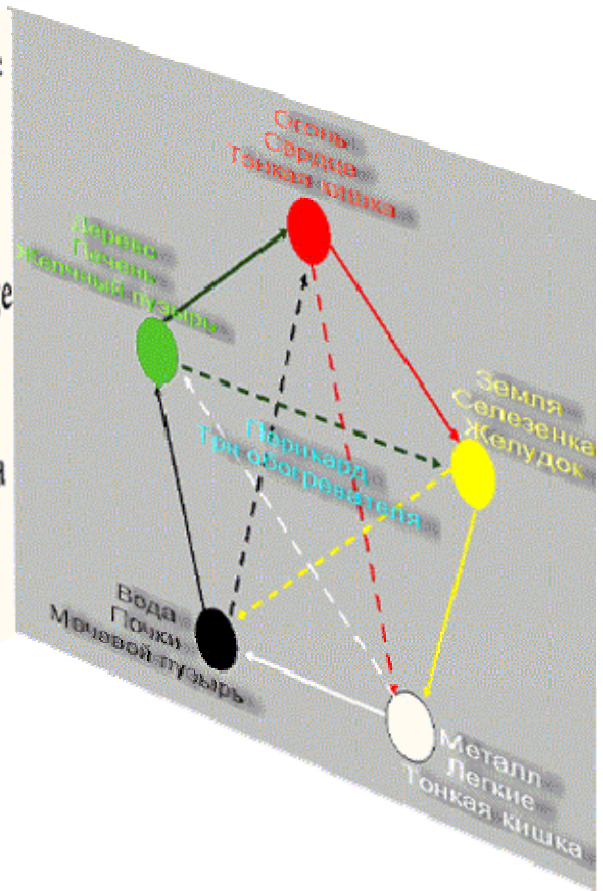 Огонь
Сердце
Тонкая кишка
Дерево
Печень
Желчный пузырь
Земля
Селезенка
Желудок
Перикард
Три обогревателя
Вода
Почки
Мочевой пузырь
Металл
Легкие
Тонкая кишка